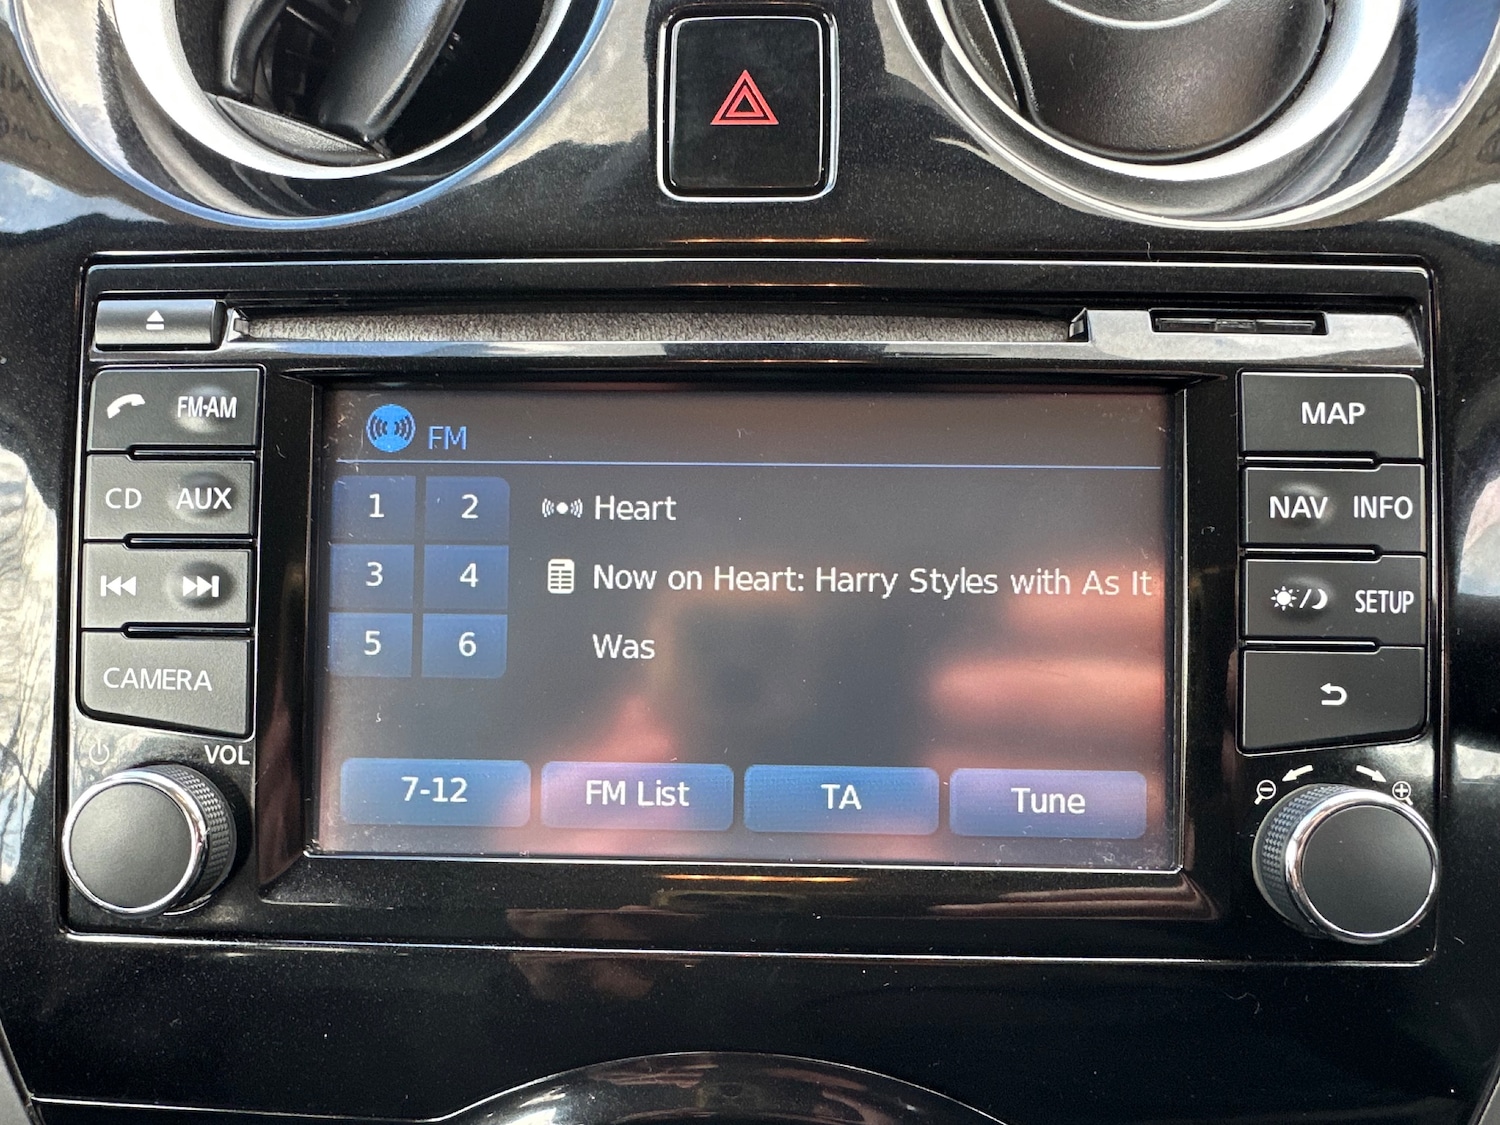 FM·AM
CD AUX
CAMERA
VOL
FM
1 2
3 4
5 6
Heart
Now on Heart: Harry Styles with As It
Was
7-12 FM List TA Tune
MAP
NAV INFO
SETUP